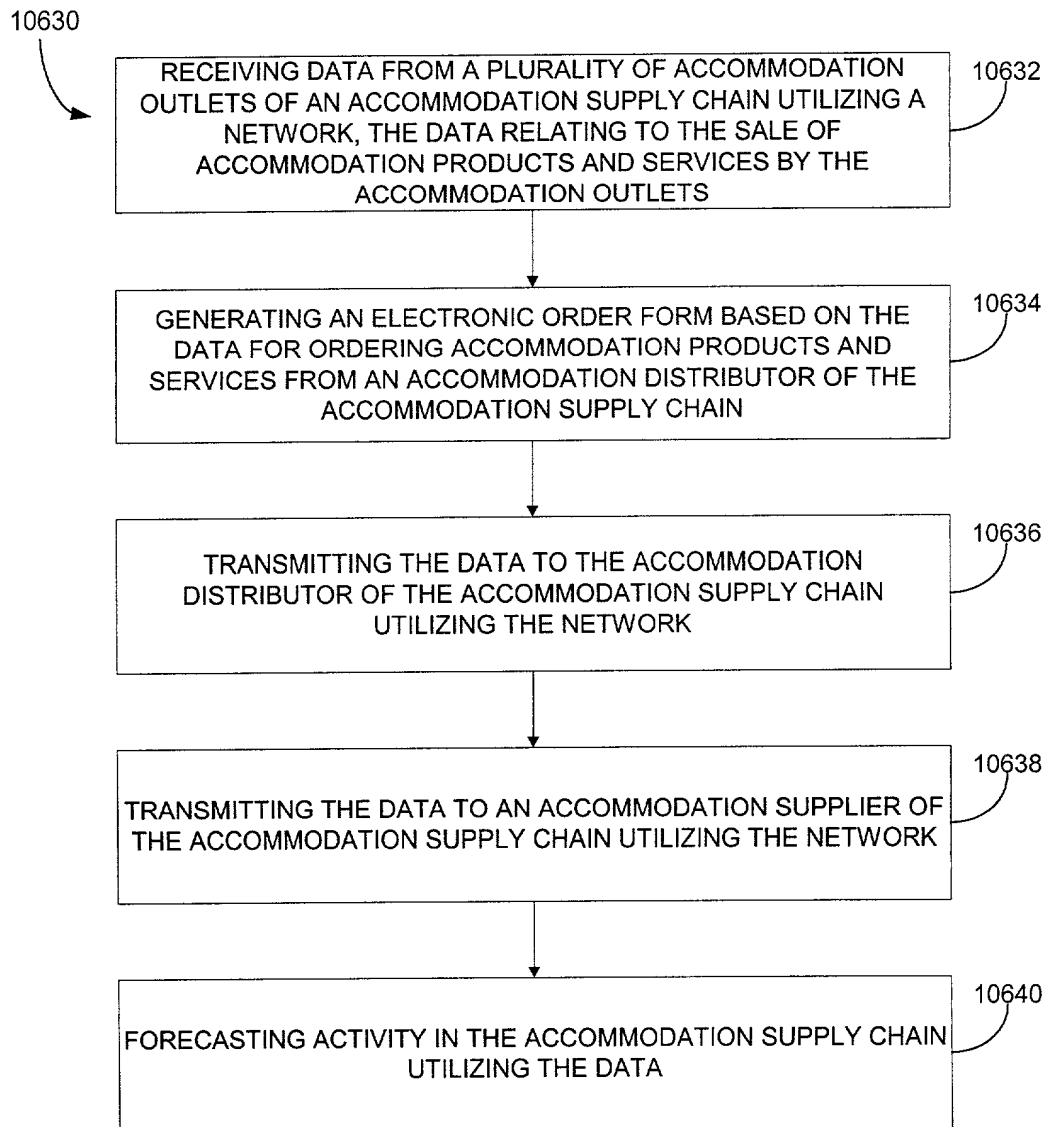 10630
RECEIVING DATA FROM A PLURALITY OF ACCOMMODATION
OUTLETS OF AN ACCOMMODATION SUPPLY CHAIN UTILIZING A
NETWORK, THE DATA RELATING TO THE SALE OF
ACCOMMODATION PRODUCTS AND SERVICES BY THE
ACCOMMODATION OUTLETS
10632
GENERATING AN ELECTRONIC ORDER FORM BASED ON THE
DATA FOR ORDERING ACCOMMODATION PRODUCTS AND
SERVICES FROM AN ACCOMMODATION DISTRIBUTOR OF THE
ACCOMMODATION SUPPLY CHAIN
10634
TRANSMITTING THE DATA TO THE ACCOMMODATION
DISTRIBUTOR OF THE ACCOMMODATION SUPPLY CHAIN
UTILIZING THE NETWORK
10636
TRANSMITTING THE DATA TO AN ACCOMMODATION SUPPLIER OF
THE ACCOMMODATION SUPPLY CHAIN UTILIZING THE NETWORK
10638
FORECASTING ACTIVITY IN THE ACCOMMODATION SUPPLY CHAIN
UTILIZING THE DATA
10640